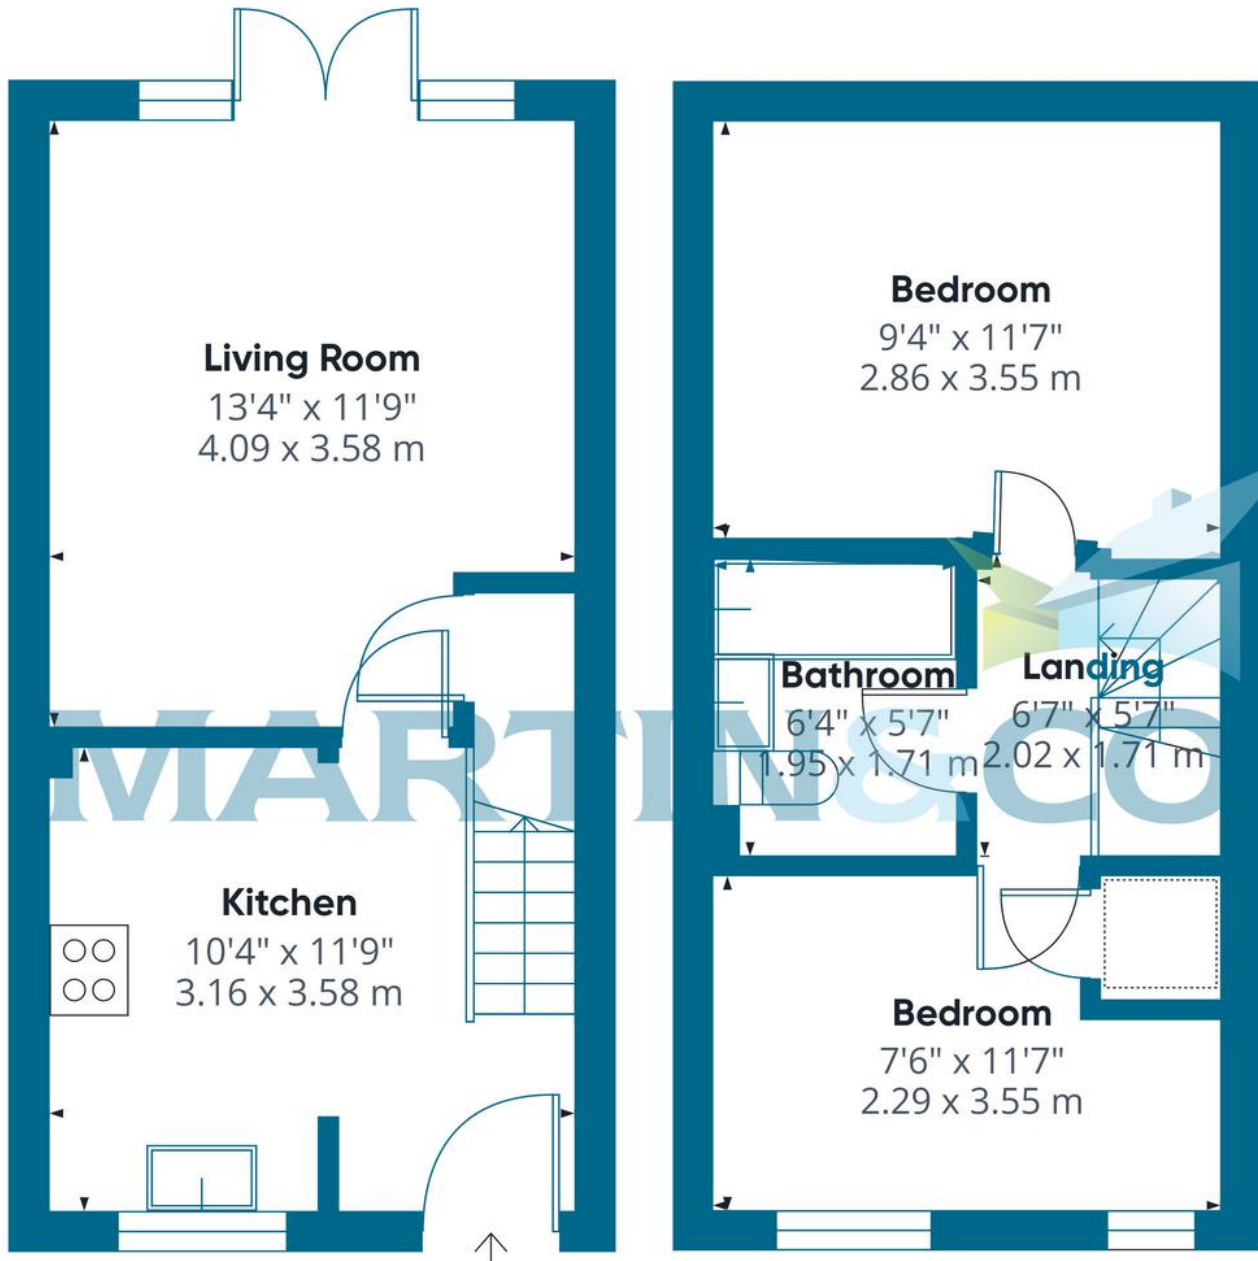 Living Room
13'4" x 11'9"
4.09 x 3.58 m
Kitchen
10'4" x 11'9"
3.16 x 3.58 m
Bedroom
9'4" x 11'7"
2.86 x 3.55 m
Bathroom
6'4" x 5'7"
1.95 x 1.71 m
Landing
6'7" x 5'7"
2.02 x 1.71 m
MARTIN&CO
Bedroom
7'6" x 11'7"
2.29 x 3.55 m